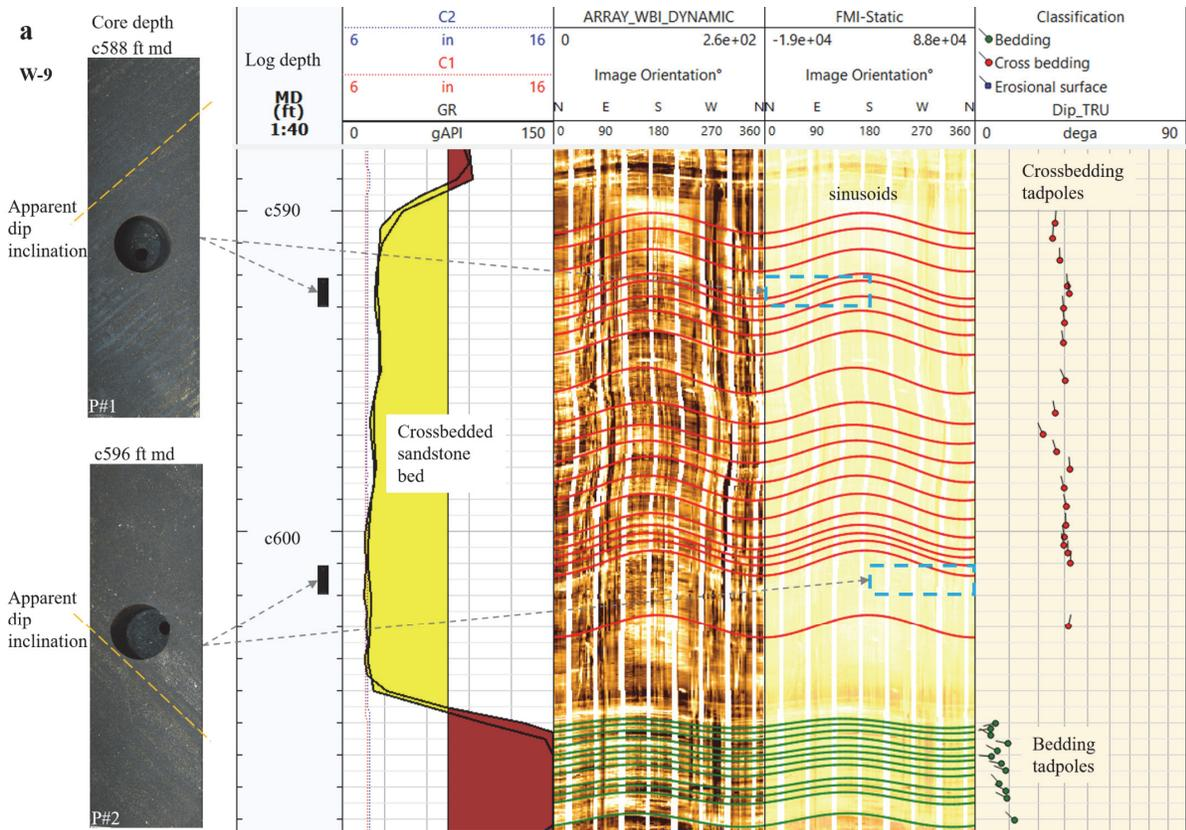 a
Core depth
c588 ft md
W-9
Apparent
dip
inclination
P#1
c596 ft md
Apparent
dip
inclination
P#2
Log depth
MD
(ft)
1:40
c590
c600
C2
6 in 16
C1
6 in 16
GR
0 gAPI 150
Crossbedded
sandstone
bed
ARRAY_WBI_DYNAMIC
0 2.6e+02
Image Orientation°
N E S W N
0 90 180 270 360
FMI-Static
-1.9e+04 8.8e+04
Image Orientation°
N E S W N
0 90 180 270 360
sinusoids
Classification
Bedding
Cross bedding
Erosional surface
Dip_TRU
0 dega 90
Crossbedding
tadpoles
Bedding
tadpoles